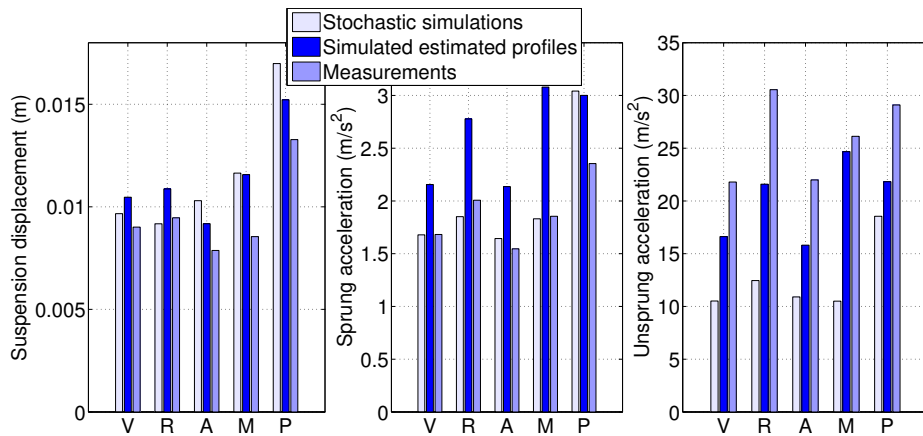 Stochastic simulations
Simulated estimated profiles
Measurements
Suspension displacement (m)
0.015
0.01
0.005
0
V R A M P
Sprung acceleration (m/s²)
3
2.5
2
1.5
1
0.5
0
V R A M P
Unsprung acceleration (m/s²)
35
30
25
20
15
10
5
0
V R A M P